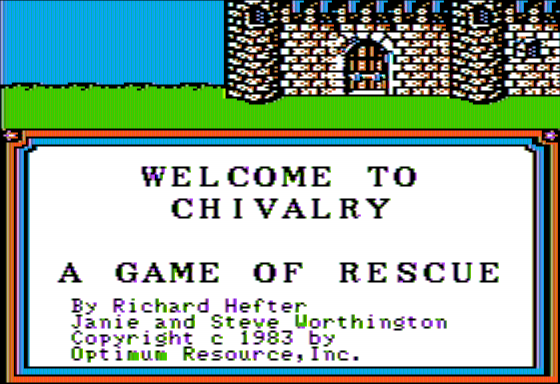 WELCOME TO
CHIVALRY
A GAME OF RESCUE
By Richard Hefter
Janie and Steve Worthington
Copyright c 1983 by
Optimum Resource,Inc.